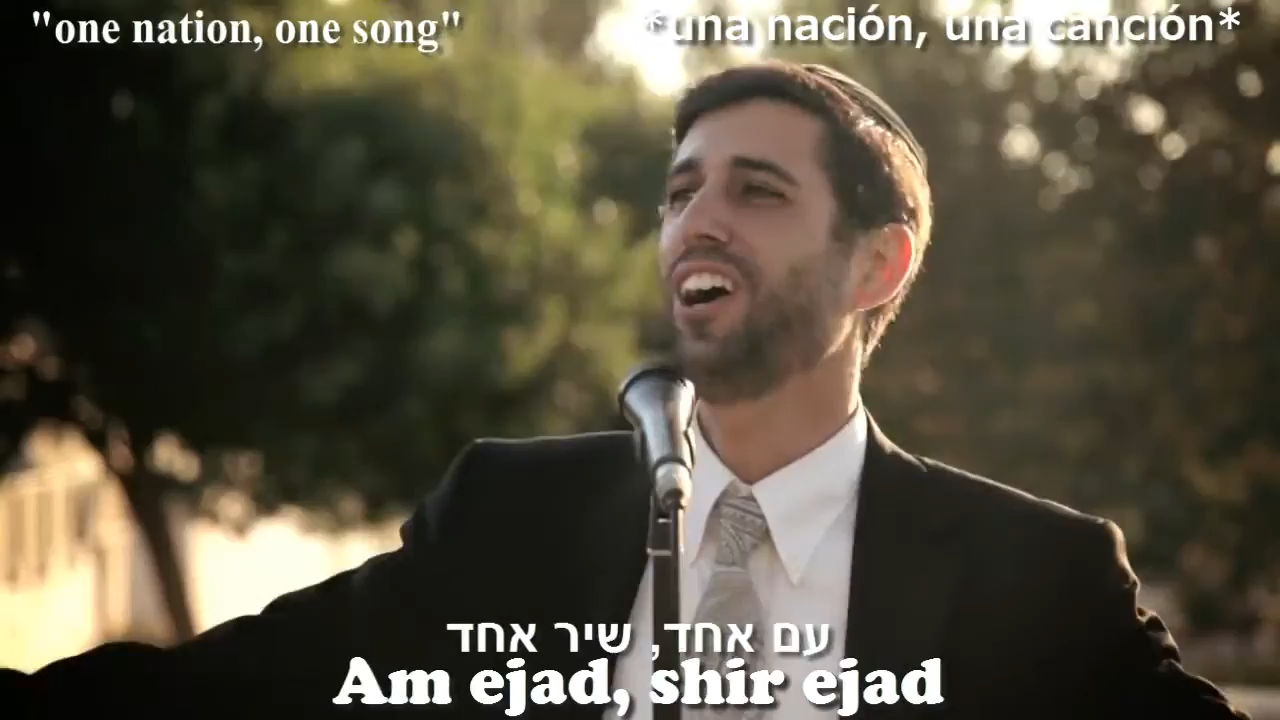 "one nation, one song"
*una nación, una canción*
עם אחד, שיר אחד
Am ejad, shir ejad